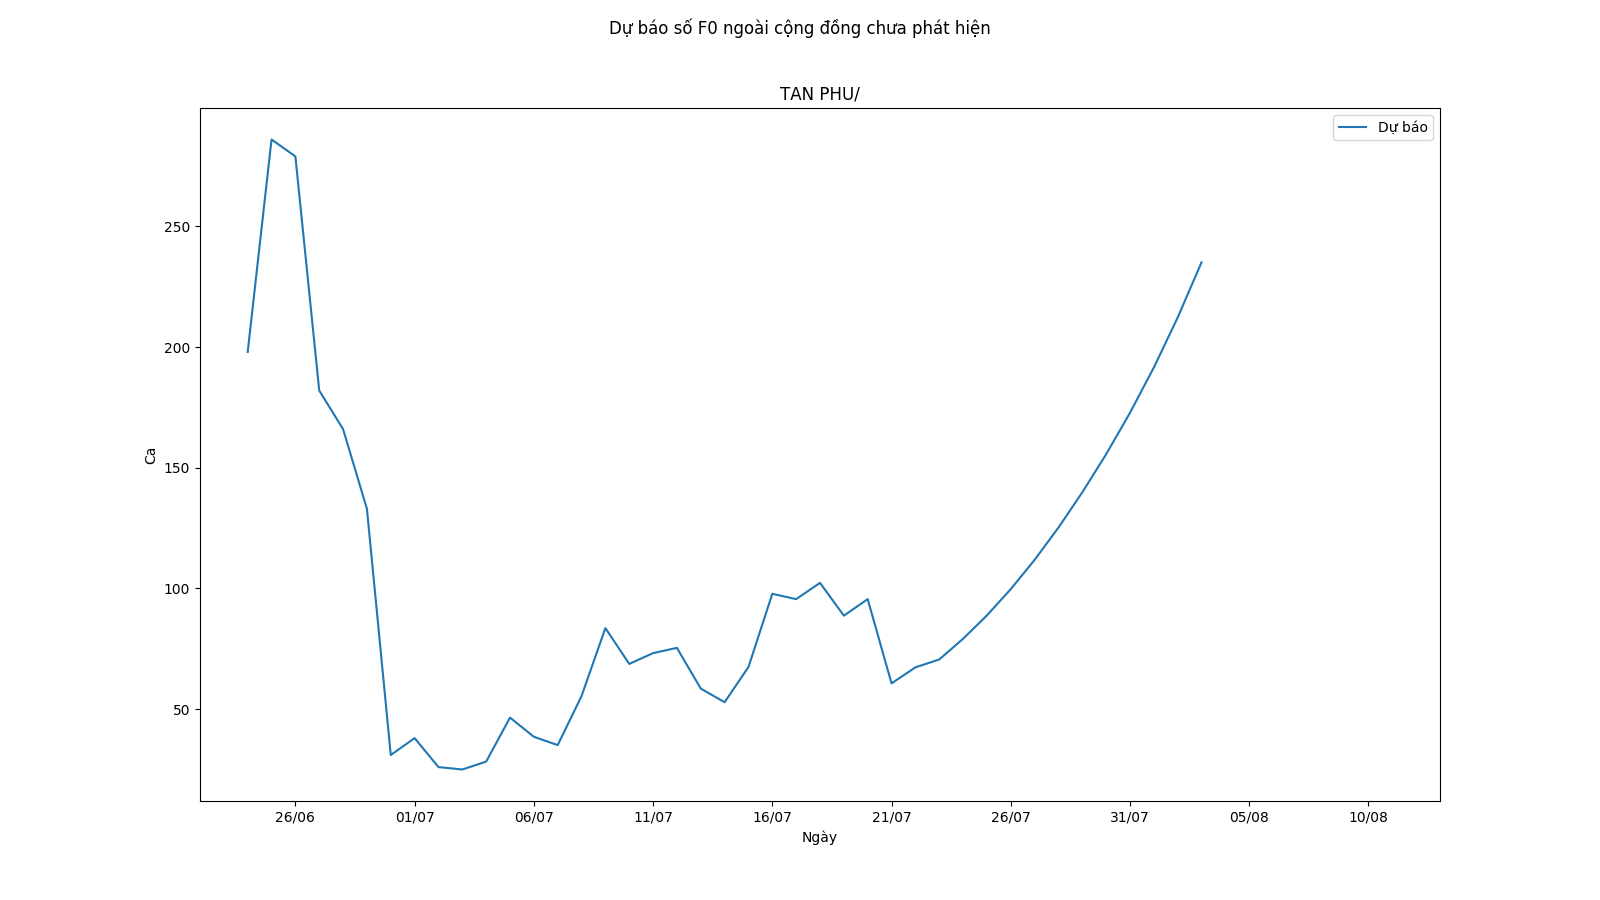 Dự báo số F0 ngoài cộng đồng chưa phát hiện
TAN PHU/
Dự báo
250
200
150
100
50
Ca
26/06 01/07 06/07 11/07 16/07 21/07 26/07 31/07 05/08 10/08
Ngày